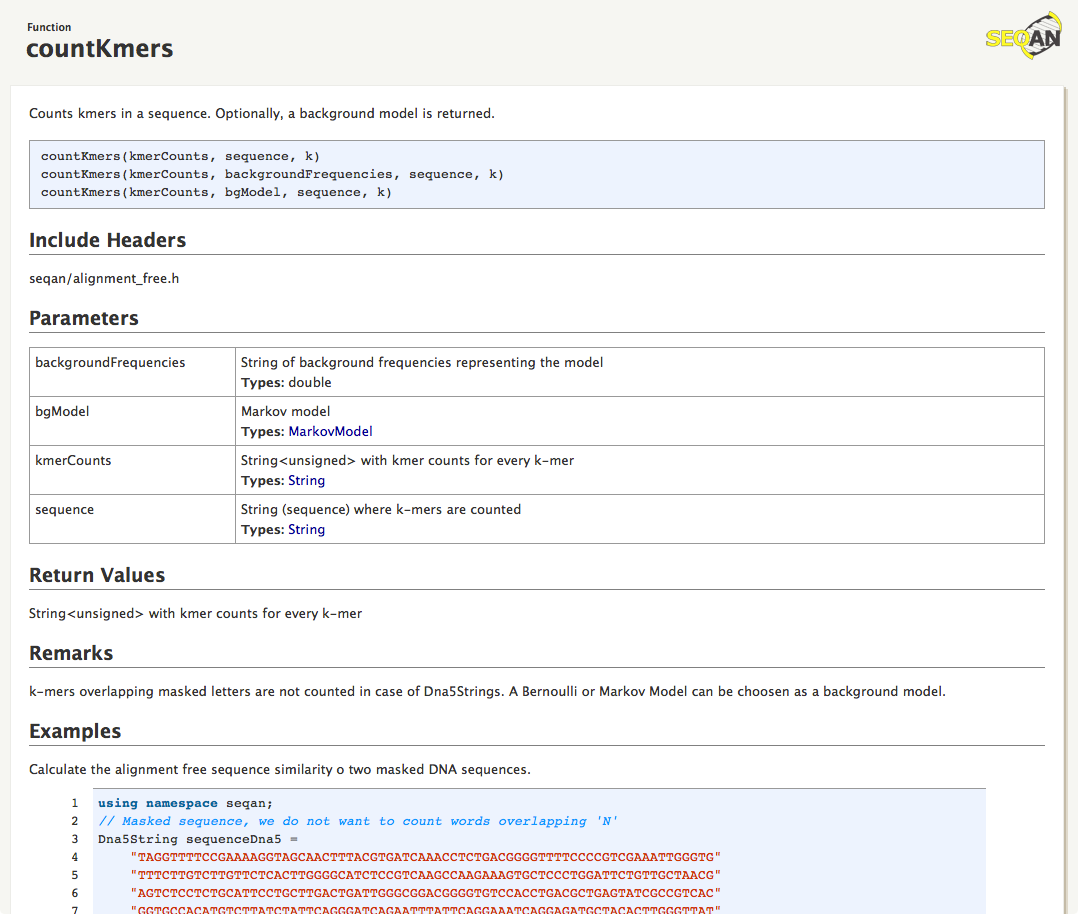 Function
countKmers
SEQAN
Counts kmers in a sequence. Optionally, a background model is returned.
countKmers(kmerCounts, sequence, k)
countKmers(kmerCounts, backgroundFrequencies, sequence, k)
countKmers(kmerCounts, bgModel, sequence, k)
Include Headers
seqan/alignment_free.h
Parameters
backgroundFrequencies
String of background frequencies representing the model
Types: double
bgModel
Markov model
Types: MarkovModel
kmerCounts
String<unsigned> with kmer counts for every k-mer
Types: String
sequence
String (sequence) where k-mers are counted
Types: String
Return Values
String<unsigned> with kmer counts for every k-mer
Remarks
k-mers overlapping masked letters are not counted in case of Dna5Strings. A Bernoulli or Markov Model can be choosen as a background model.
Examples
Calculate the alignment free sequence similarity o two masked DNA sequences.
1 using namespace seqan;
2 // Masked sequence, we do not want to count words overlapping 'N'
3 Dna5String sequenceDna5 =
4 "TAGGTTTTCCGAAAAGGTAGCAACTTTACGTGATCAAACCTCTGACGGGGTTTTCCCCGTCGAAATTGGGTG"
5 "TTTCTTGTCTTGTTCTCACTTGGGGCATCTCCGTCAAGCCAAGAAAGTGCTCCCTGGATTCTGTTGCTAACG"
6 "AGTCTCCTCTGCATTCCTGCTTGACTGATTGGGCGGACGGGGTGTCCACCTGACGCTGAGTATCGCCGTCAC"
7 "GGTGCCACATGTCTTATCTATTCAGGGATCAGAATTTATTCAGGAAATCAGGAGATGCTACACTTGGGTTAT"